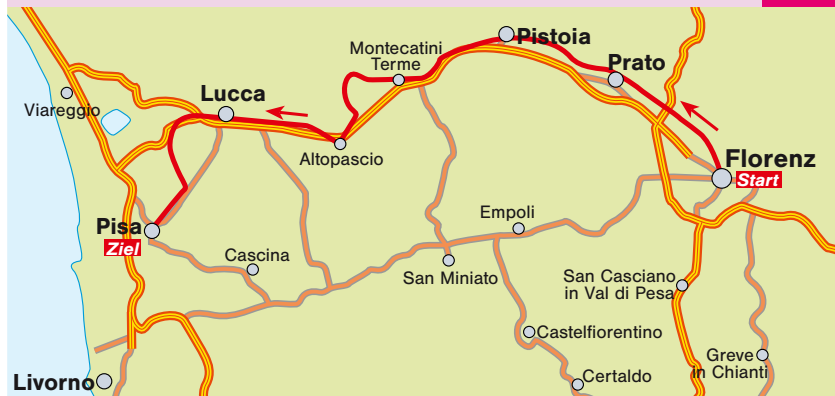 Pistoia
Montecatini
Terme
Prato
Viareggio
Lucca
Altopascio
Florenz
Start
Pisa
Ziel
Empoli
Cascina
San Miniato
San Casciano
in Val di Pesa
Castelfiorentino
Greve
in Chianti
Livorno
Certaldo